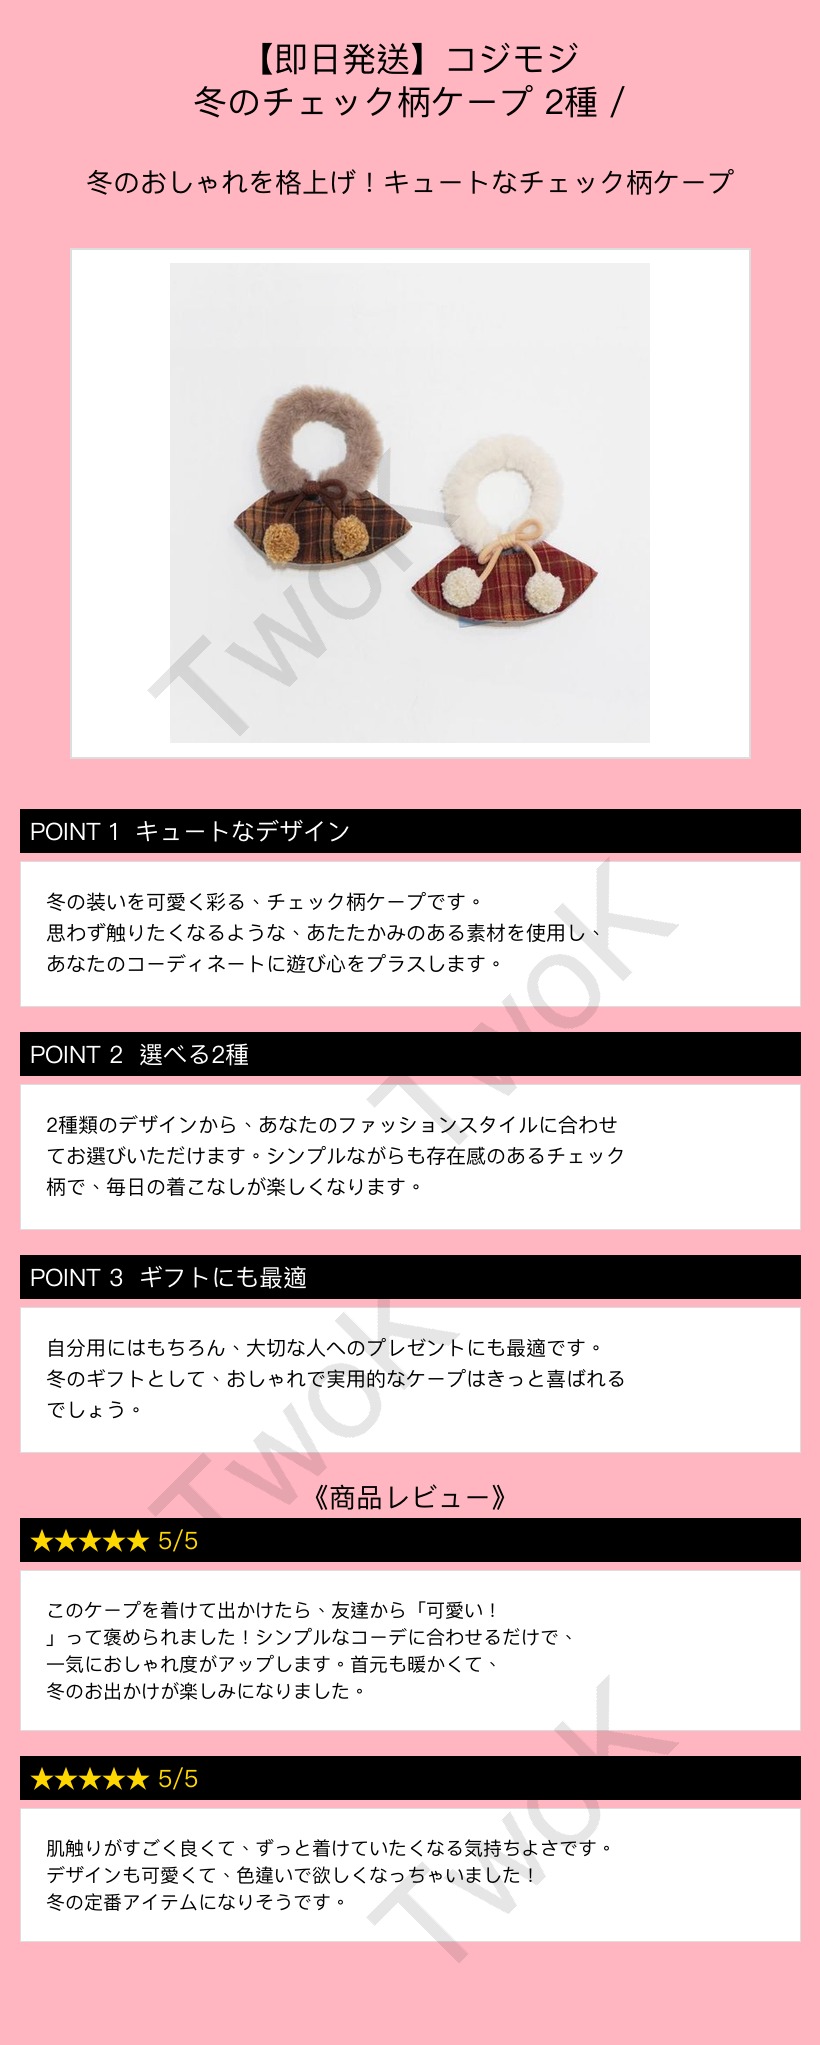 【即日発送】コジモジ
冬のチェック柄ケープ 2種 /
冬のおしゃれを格上げ！キュートなチェック柄ケープ
TwoK
POINT 1 キュートなデザイン
冬の装いを可愛く彩る、チェック柄ケープです。
思わず触りたくなるような、あたたかみのある素材を使用し、
あなたのコーディネートに遊び心をプラスします。
TwoK
POINT 2 選べる2種
2種類のデザインから、あなたのファッションスタイルに合わせ
てお選びいただけます。シンプルながらも存在感のあるチェック
柄で、毎日の着こなしが楽しくなります。
POINT 3 ギフトにも最適
自分用にはもちろん、大切な人へのプレゼントにも最適です。
冬のギフトとして、おしゃれで実用的なケープはきっと喜ばれる
でしょう。
TwoK
《商品レビュー》
★★★★★ 5/5
このケープを着けて出かけたら、友達から「可愛い！
」って褒められました！シンプルなコーデに合わせるだけで、
一気におしゃれ度がアップします。首元も暖かくて、
冬のお出かけが楽しみになりました。
★★★★★ 5/5
肌触りがすごく良くて、ずっと着けていたくなる気持ちよさです。
デザインも可愛くて、色違いで欲しくなっちゃいました！
冬の定番アイテムになりそうです。
TwoK